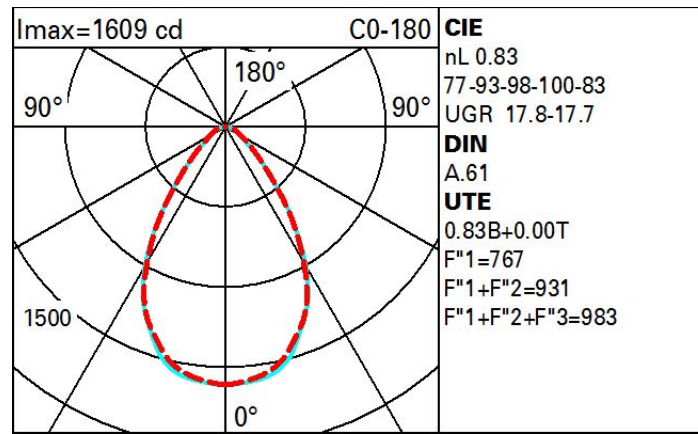 Imax=1609 cd C0-180
180°
90° 90°
1500
0°
CIE
nL 0.83
77-93-98-100-83
UGR 17.8-17.7
DIN
A.61
UTE
0.83B+0.00T
F"1=767
F"1+F"2=931
F"1+F"2+F"3=983